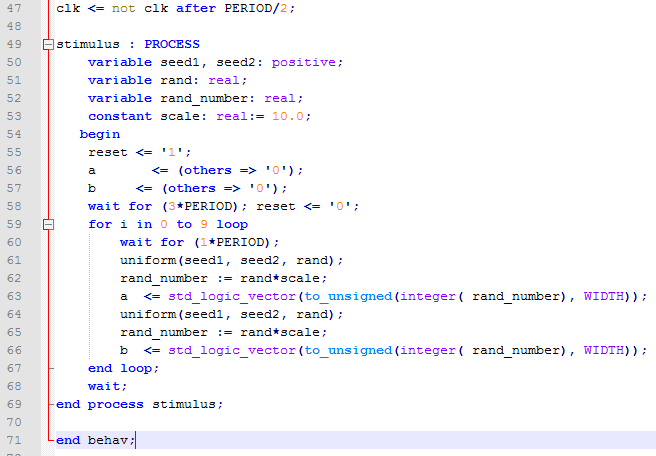 47 clk <= not clk after PERIOD/2;
48
49 stimulus : PROCESS
50 variable seed1, seed2: positive;
51 variable rand: real;
52 variable rand_number: real;
53 constant scale: real:= 10.0;
54 begin
55 reset <= '1';
56 a <= (others => '0');
57 b <= (others => '0');
58 wait for (3*PERIOD); reset <= '0';
59 for i in 0 to 9 loop
60 wait for (1*PERIOD);
61 uniform(seed1, seed2, rand);
62 rand_number := rand*scale;
63 a <= std_logic_vector(to_unsigned(integer( rand_number), WIDTH));
64 uniform(seed1, seed2, rand);
65 rand_number := rand*scale;
66 b <= std_logic_vector(to_unsigned(integer( rand_number), WIDTH));
67 end loop;
68 wait;
69 end process stimulus;
70
71 end behav;